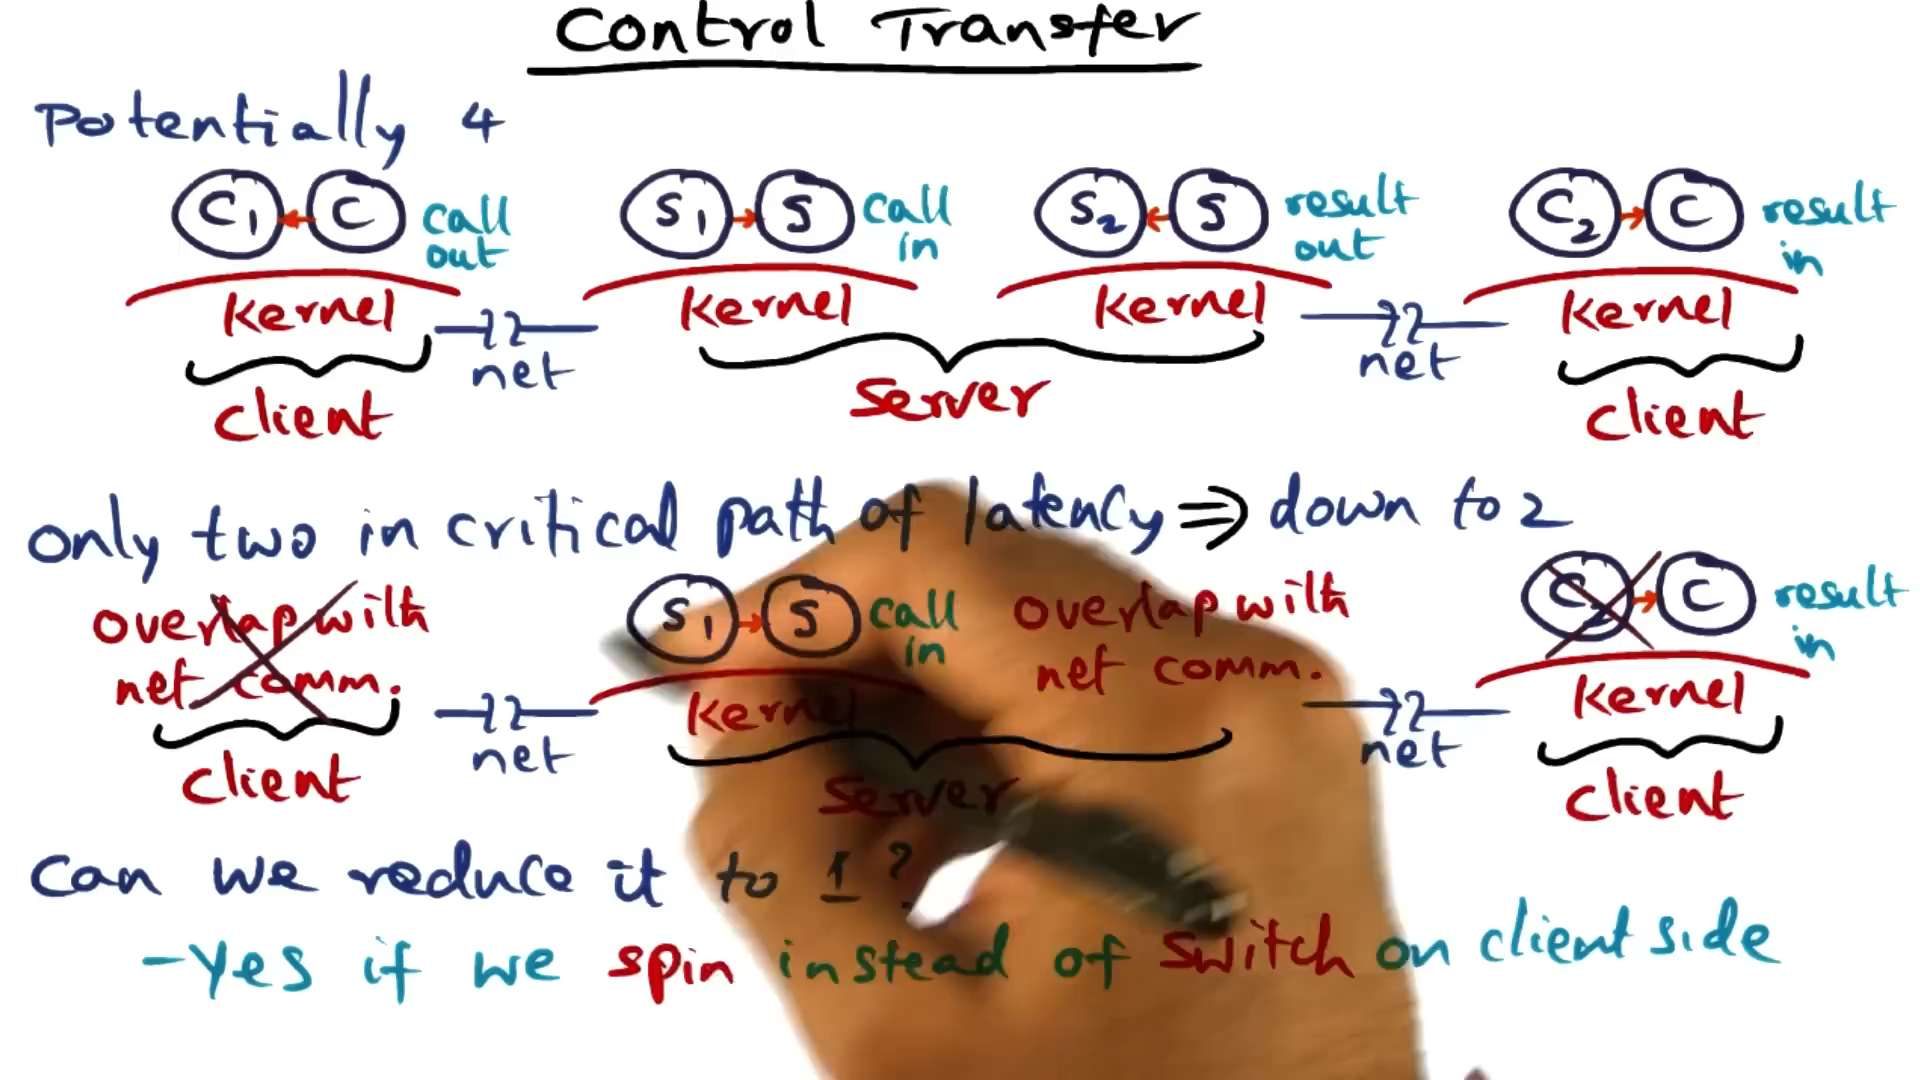 Control Transfer
Potentially 4
C1 C call out
S1 S call in
S2 S result out
C2 C result in
kernel kernel kernel kernel
net net
client server client
only two in critical path of latency ⇒ down to 2
overlap with net comm.
S1 S call in
overlap with net comm.
C2 C result in
kernel kernel
net net
client server client
Can we reduce it to 1?
- Yes if we spin instead of switch on client side